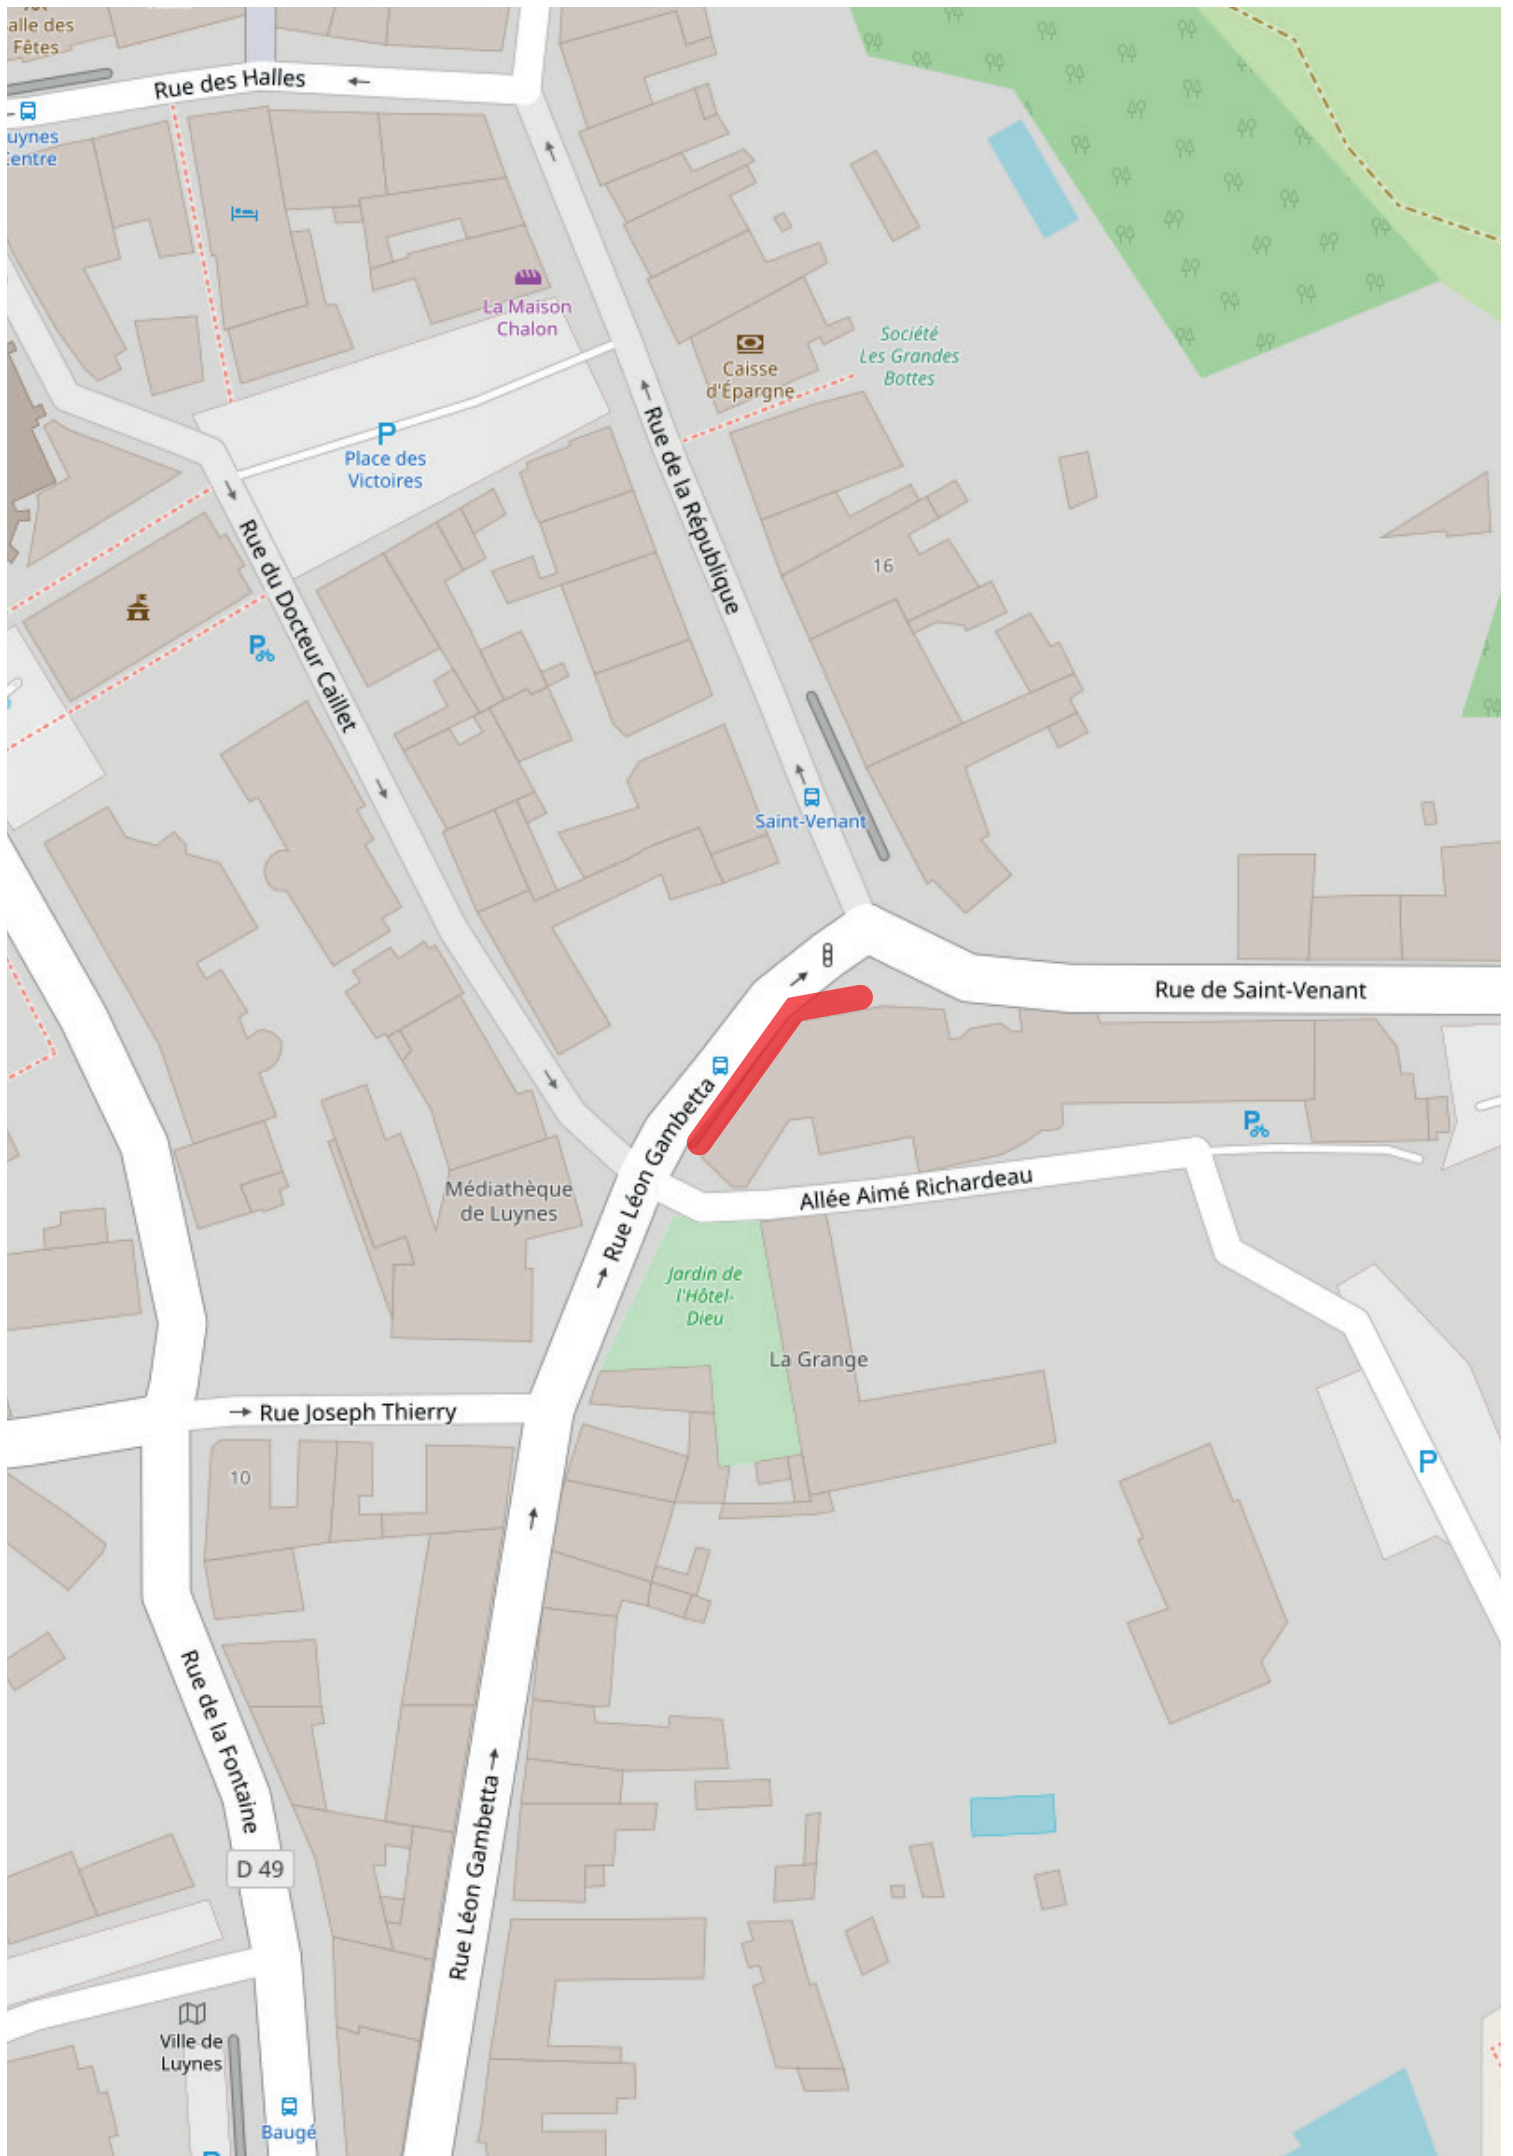 alle des
Fêtes
Rue des Halles
uynes
Centre
La Maison
Chalon
Société
Les Grandes
Bottes
Caisse
d'Épargne
P
Place des
Victoires
Rue de la République
16
Rue du Docteur Caillet
P
Saint-Venant
Rue de Saint-Venant
Rue Léon Gambetta
P
Allée Aimé Richardeau
Médiathèque
de Luynes
Jardin de
l'Hôtel-
Dieu
La Grange
Rue Joseph Thierry
P
10
Rue de la Fontaine
Rue Léon Gambetta
D 49
Ville de
Luynes
Baugé